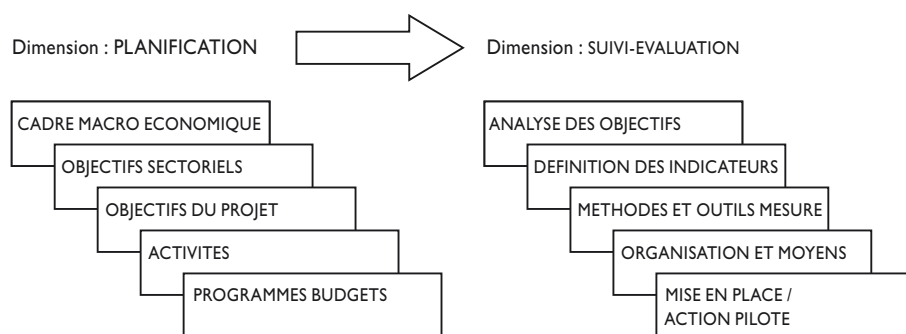 Dimension : PLANIFICATION
Dimension : SUIVI-EVALUATION
CADRE MACRO ECONOMIQUE
OBJECTIFS SECTORIELS
OBJECTIFS DU PROJET
ACTIVITES
PROGRAMMES BUDGETS
ANALYSE DES OBJECTIFS
DEFINITION DES INDICATEURS
METHODES ET OUTILS MESURE
ORGANISATION ET MOYENS
MISE EN PLACE /
ACTION PILOTE